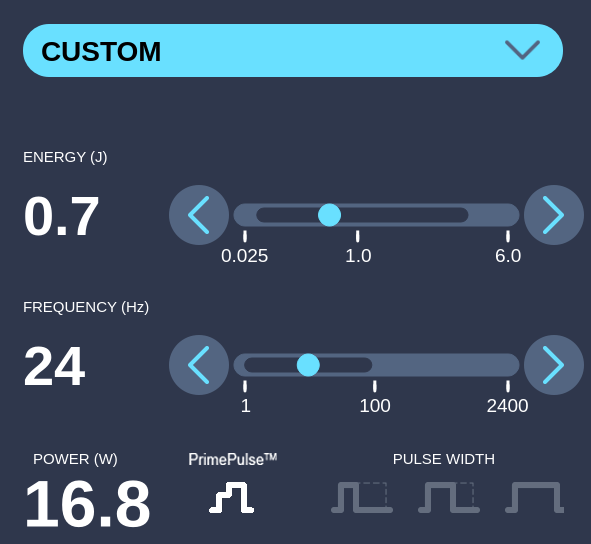 CUSTOM
ENERGY (J)
0.7
0.025 1.0 6.0
FREQUENCY (Hz)
24
1 100 2400
POWER (W) PrimePulse™ PULSE WIDTH
16.8